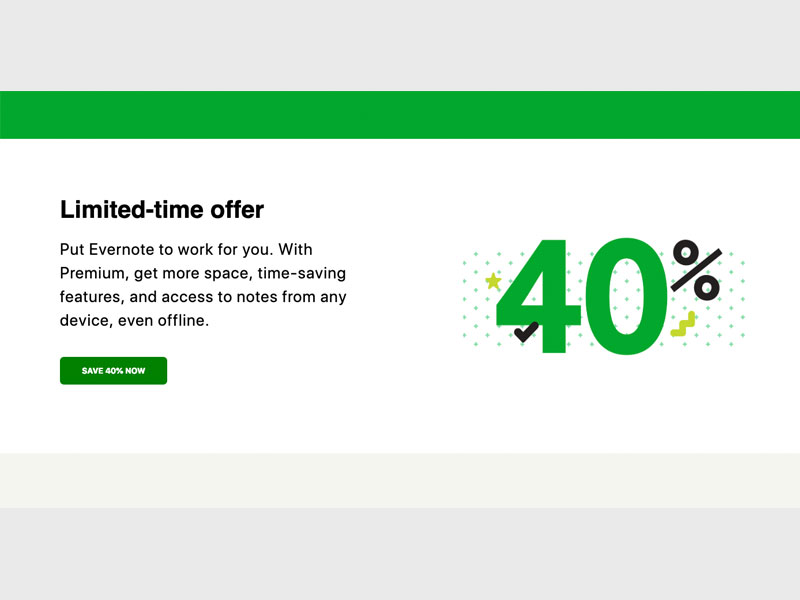 Limited-time offer
Put Evernote to work for you. With
Premium, get more space, time-saving
features, and access to notes from any
device, even offline.
SAVE 40% NOW
40%